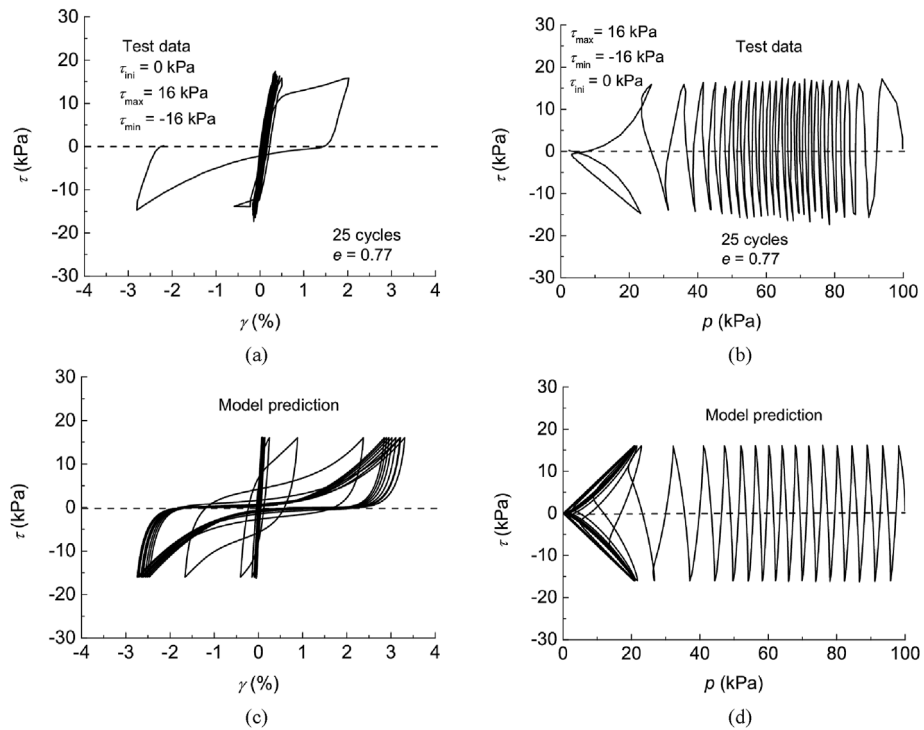 30
20
10
0
-10
-20
-30
τ (kPa)
Test data
τini = 0 kPa
τmax = 16 kPa
τmin = -16 kPa
25 cycles
e = 0.77
-4 -3 -2 -1 0 1 2 3 4
γ (%)
(a)
30
20
10
0
-10
-20
-30
τ (kPa)
τmax = 16 kPa
τmin = -16 kPa
τini = 0 kPa
Test data
25 cycles
e = 0.77
0 20 40 60 80 100
p (kPa)
(b)
30
20
10
0
-10
-20
-30
τ (kPa)
Model prediction
-4 -3 -2 -1 0 1 2 3 4
γ (%)
(c)
30
20
10
0
-10
-20
-30
τ (kPa)
Model prediction
0 20 40 60 80 100
p (kPa)
(d)